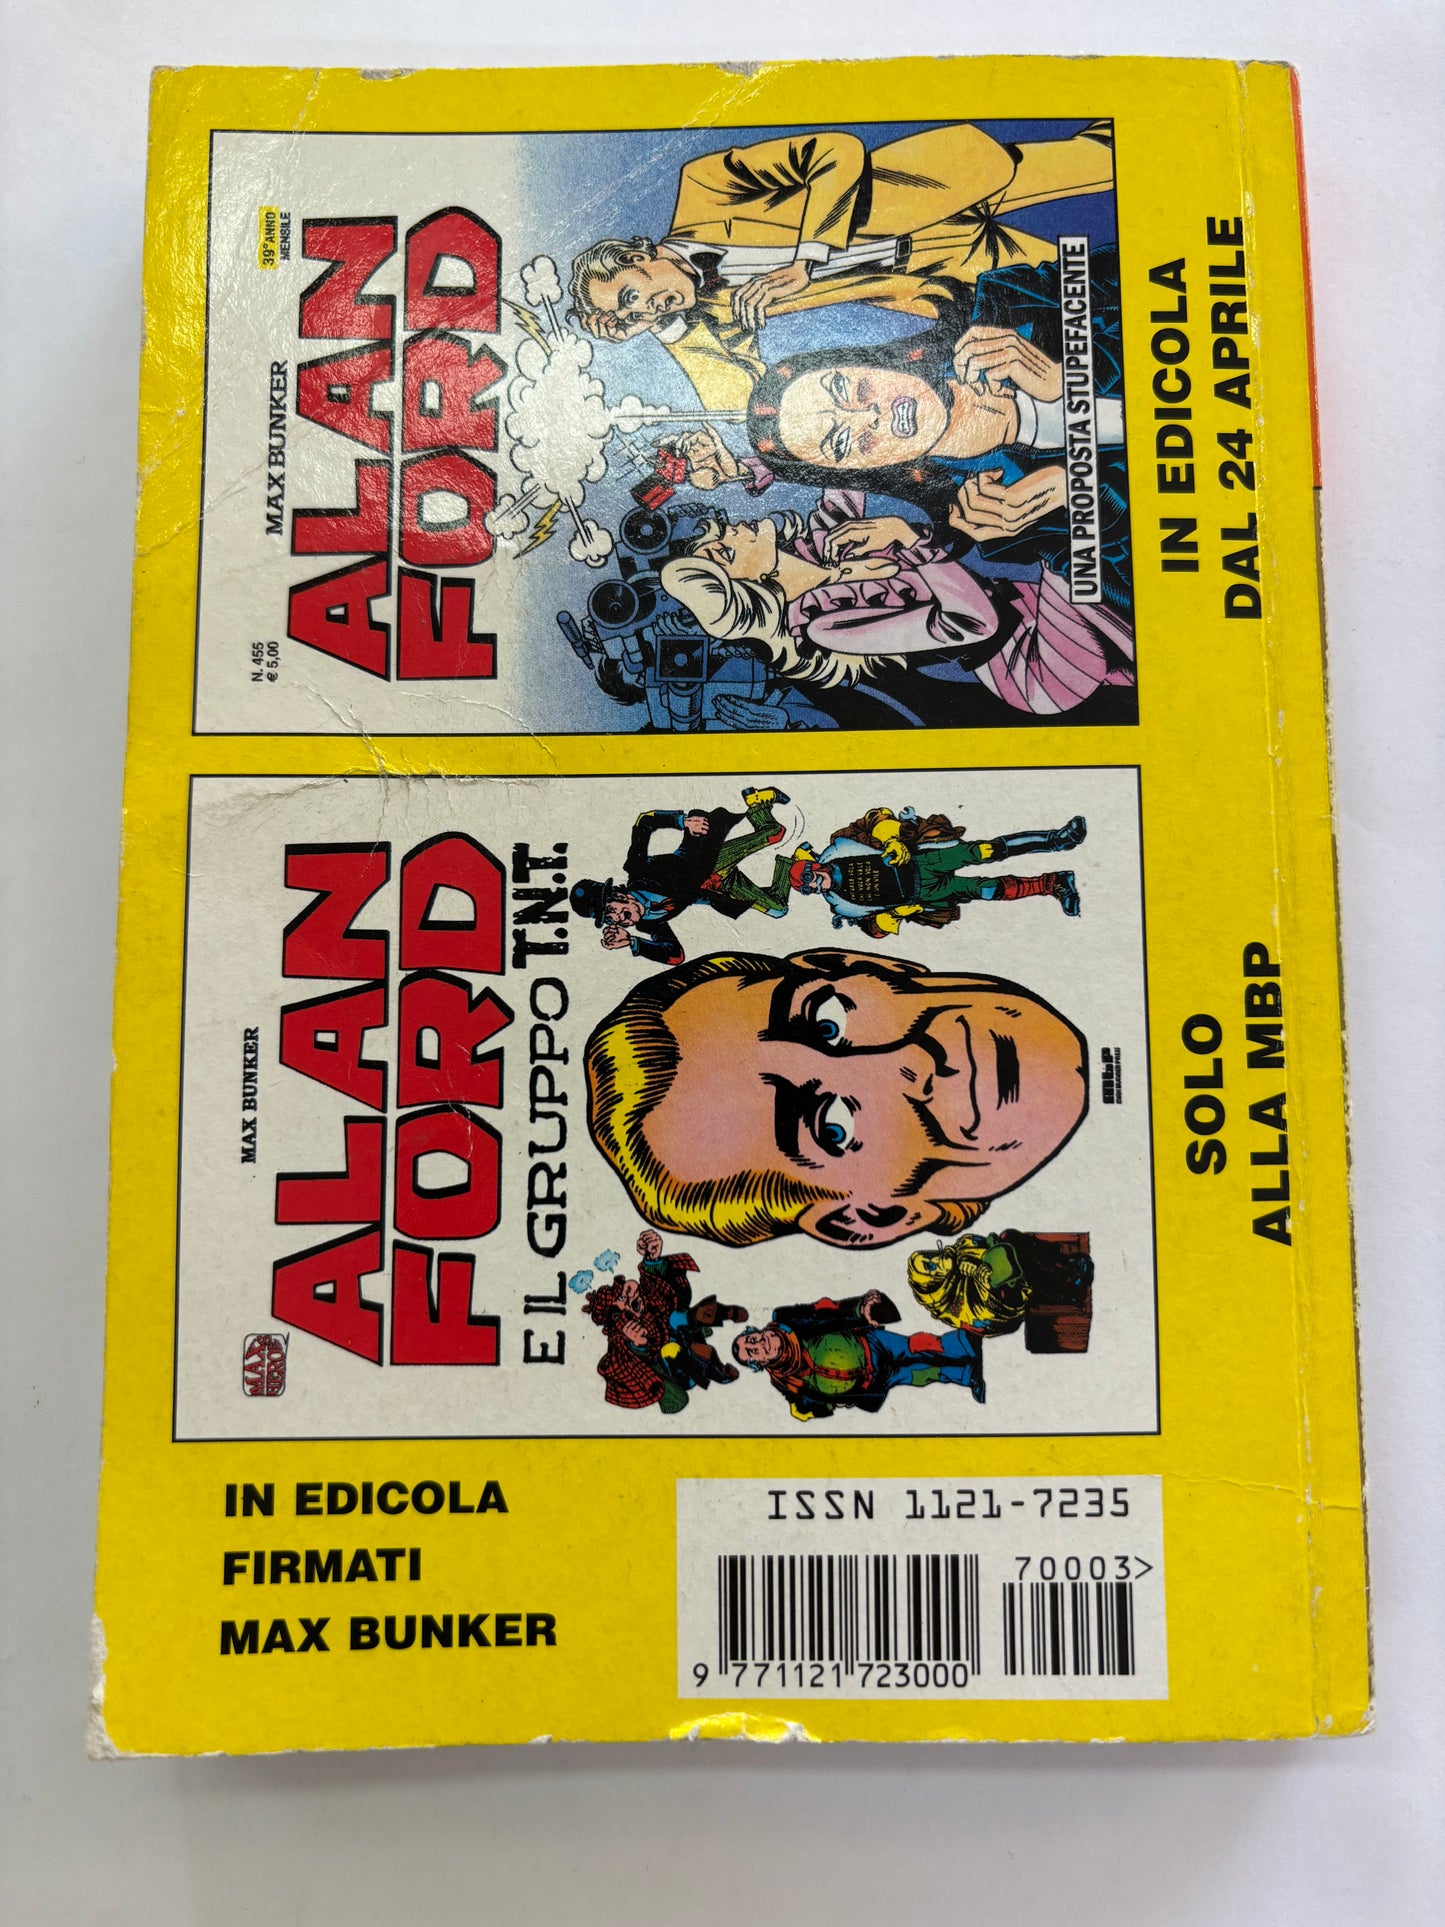 MAX BUNKER
39° ANNO
MENSILE
N. 455
€ 5,00
ALAN
FORD
UNA PROPOSTA STUPEFACENTE
IN EDICOLA
DAL 24 APRILE
MAX BUNKER
ALAN
FORD
E IL GRUPPO T.N.T.
SOLO
ALLA MBP
IN EDICOLA
FIRMATI
MAX BUNKER
ISSN 1121-7235
70003>
9 771121 723000